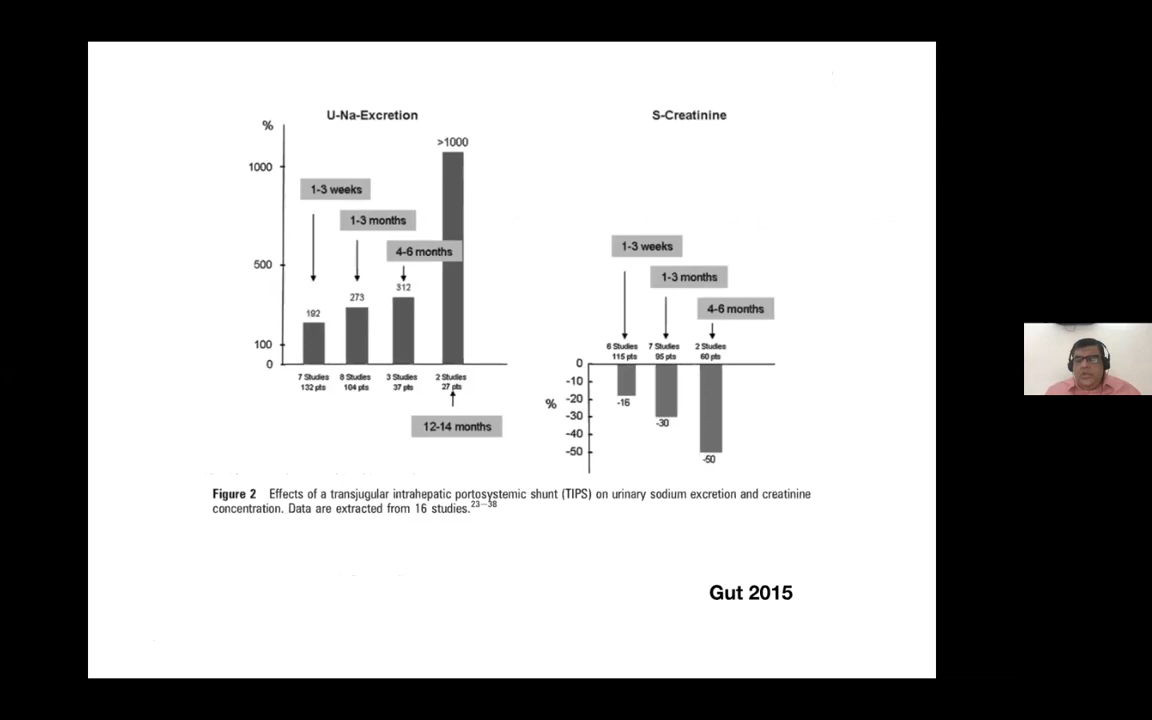 U-Na-Excretion
%
>1000
1000
1-3 weeks
1-3 months
4-6 months
500
312
273
192
100
0
7 Studies 8 Studies 3 Studies 2 Studies
132 pts 104 pts 37 pts 27 pts
12-14 months
S-Creatinine
1-3 weeks
1-3 months
4-6 months
6 Studies 7 Studies 2 Studies
115 pts 95 pts 60 pts
0
-10
-20
%
-30
-40
-50
-16
-30
-50
Figure 2 Effects of a transjugular intrahepatic portosystemic shunt (TIPS) on urinary sodium excretion and creatinine
concentration. Data are extracted from 16 studies.23–38
Gut 2015